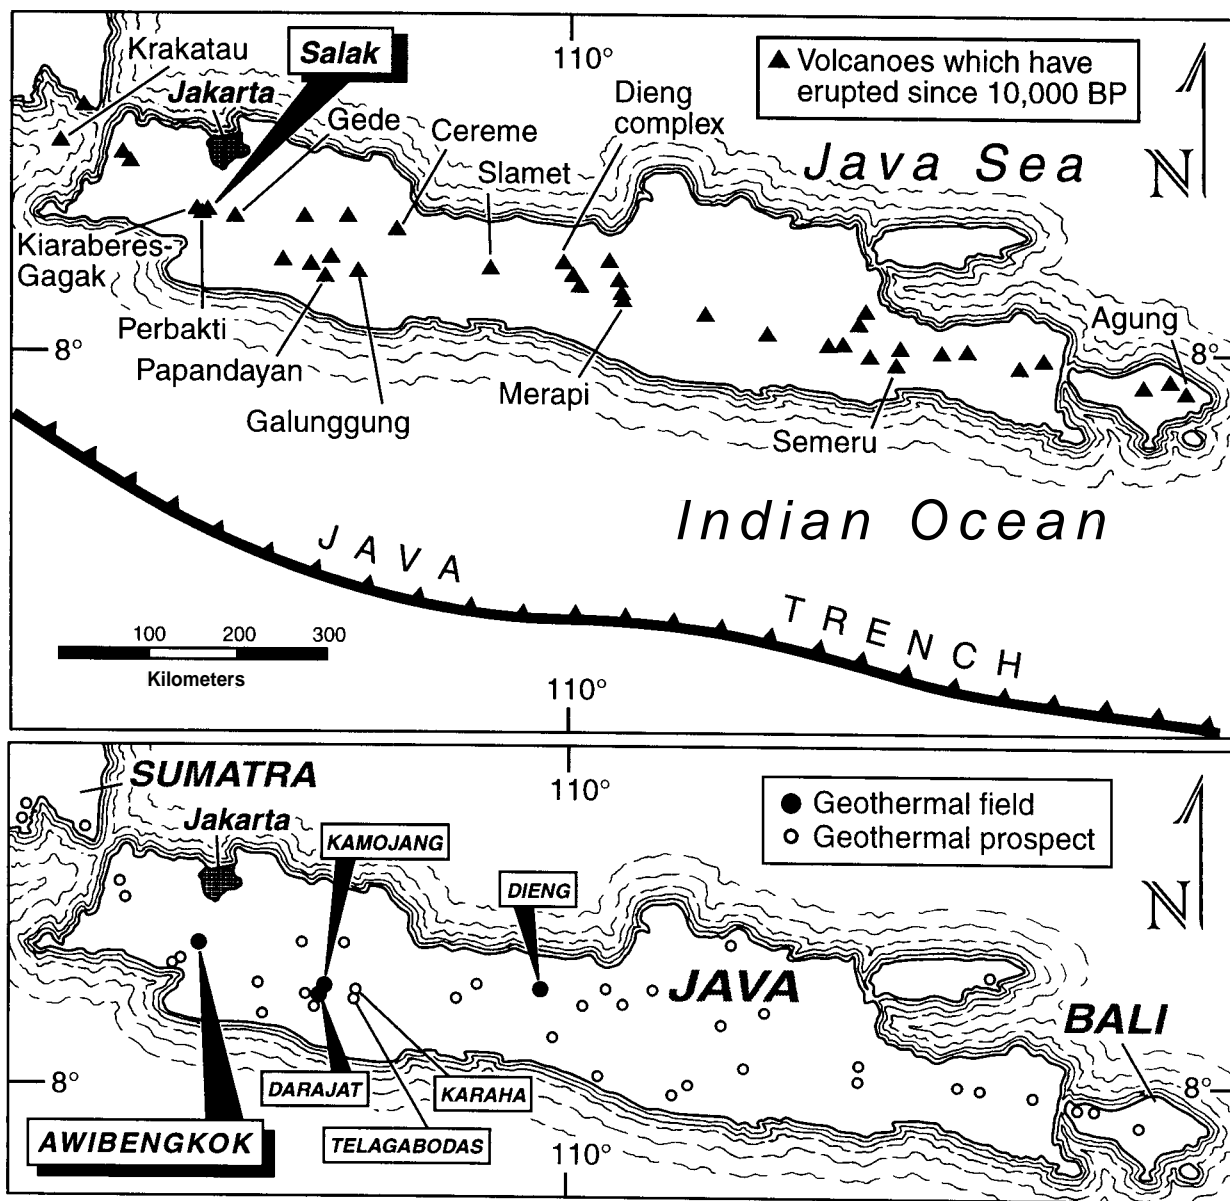 Krakatau
Salak
110°
▲ Volcanoes which have
erupted since 10,000 BP
Jakarta
Gede
Cereme
Dieng
complex
Slamet
Java Sea
N
Kiaraberes-
Gagak
Perbakti
Papandayan
Galunggung
Merapi
Semeru
Agung
8°
8°
Indian Ocean
JAVA
TRENCH
100 200 300
Kilometers
110°
SUMATRA
Jakarta
110°
Geothermal field
Geothermal prospect
KAMOJANG
DIENG
N
JAVA
BALI
8°
8°
DARAJAT
KARAHA
AWIBENGKOK
TELAGABODAS
110°